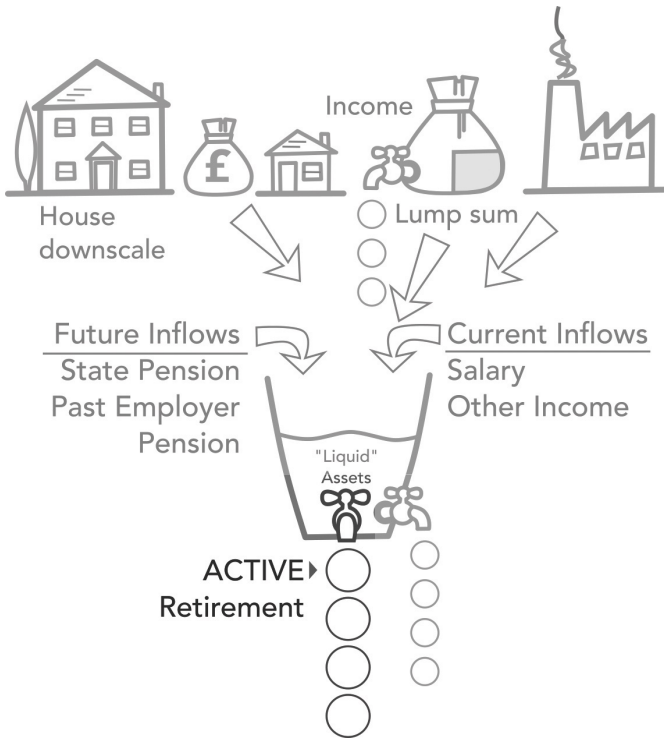 Income
£
House
downscale
Lump sum
Future Inflows
State Pension
Past Employer
Pension
Current Inflows
Salary
Other Income
"Liquid"
Assets
ACTIVE
Retirement